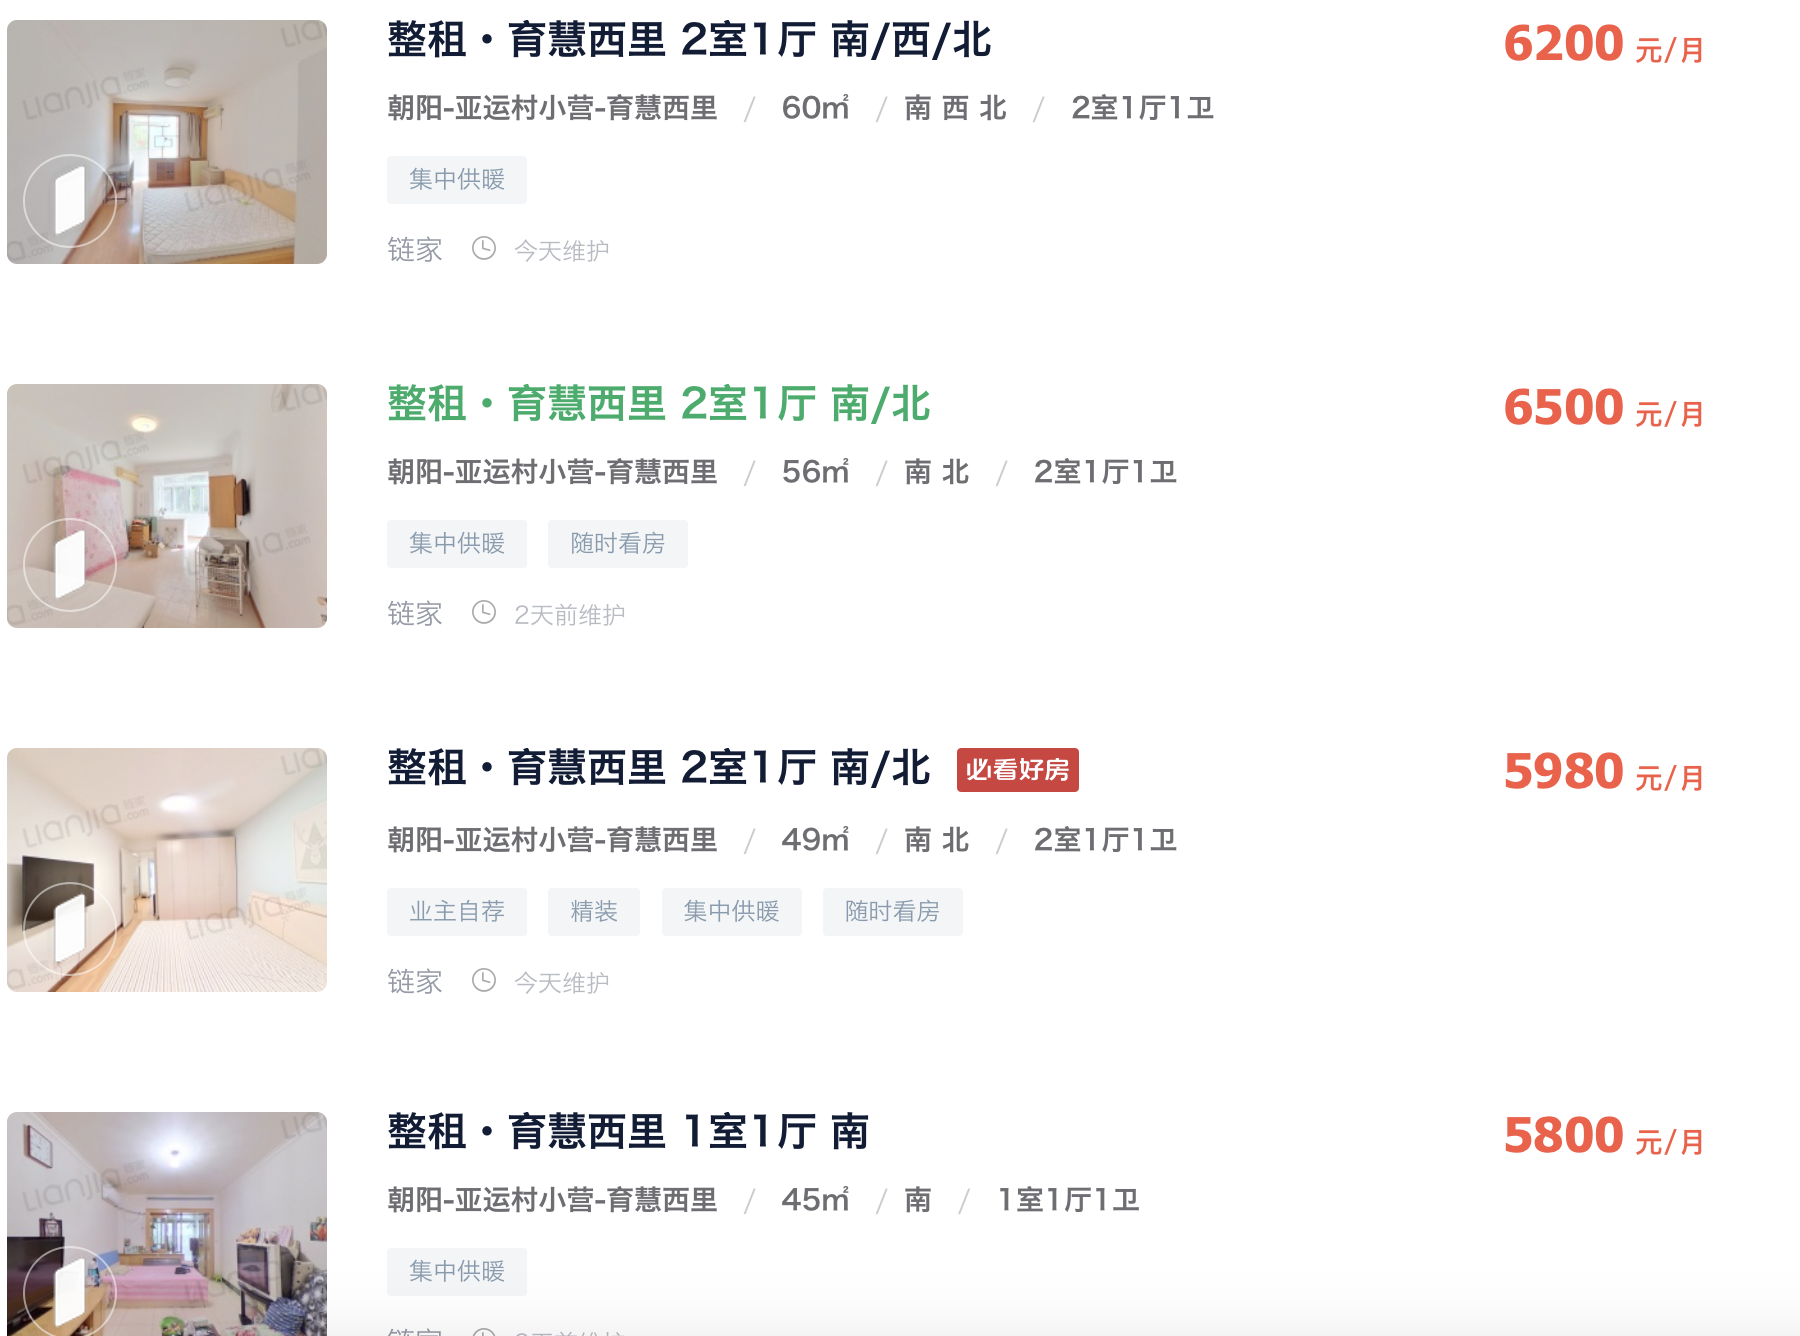 整租·育慧西里 2室1厅 南/西/北
6200 元/月
朝阳-亚运村小营-育慧西里 / 60㎡ / 南 西 北 / 2室1厅1卫
集中供暖
链家 今天维护
整租·育慧西里 2室1厅 南/北
6500 元/月
朝阳-亚运村小营-育慧西里 / 56㎡ / 南 北 / 2室1厅1卫
集中供暖 随时看房
链家 2天前维护
整租·育慧西里 2室1厅 南/北 必看好房
5980 元/月
朝阳-亚运村小营-育慧西里 / 49㎡ / 南 北 / 2室1厅1卫
业主自荐 精装 集中供暖 随时看房
链家 今天维护
整租·育慧西里 1室1厅 南
5800 元/月
朝阳-亚运村小营-育慧西里 / 45㎡ / 南 / 1室1厅1卫
集中供暖
链家